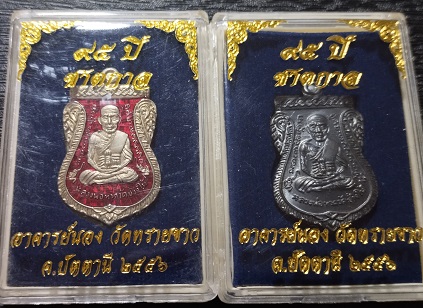 ๙๕ ปี
ชาตกาล
อาจารย์นอง วัดทรายขาว
จ.ปัตตานี ๒๕๕๖
๙๕ ปี
ชาตกาล
อาจารย์นอง วัดทรายขาว
จ.ปัตตานี ๒๕๕๖